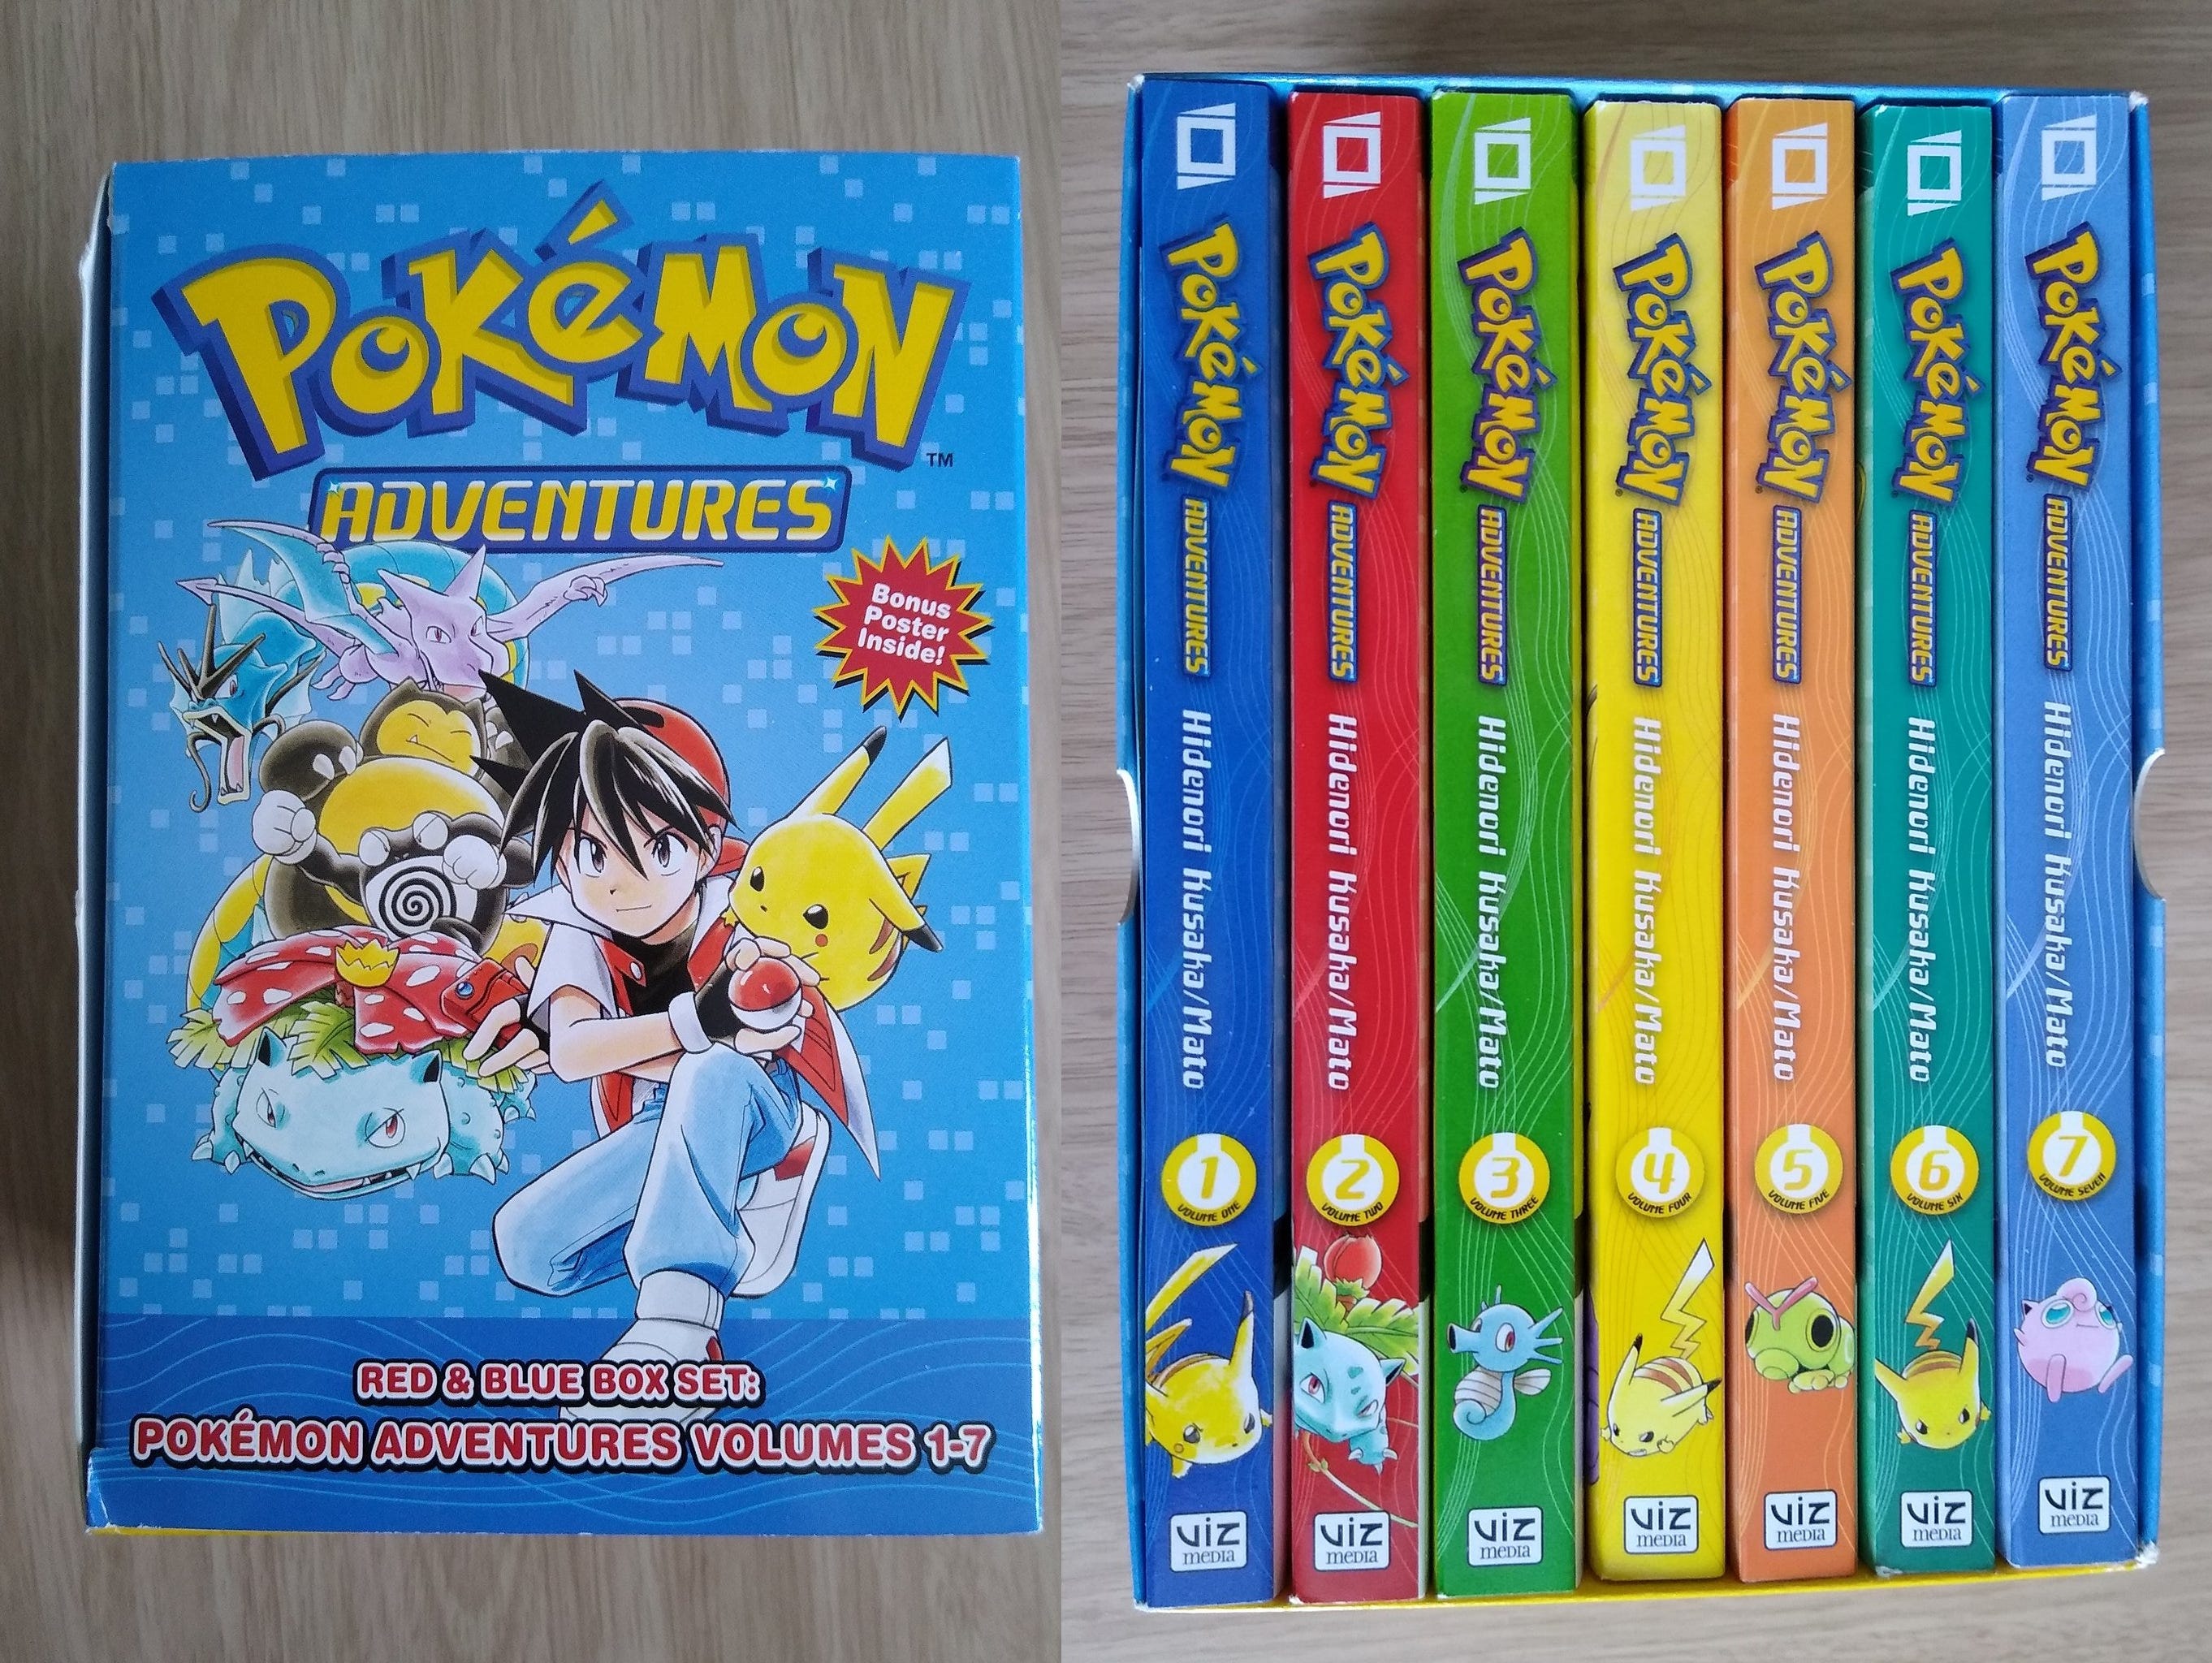 POKéMON
TM
ADVENTURES
Bonus
Poster
Inside!
RED & BLUE BOX SET:
POKÉMON ADVENTURES VOLUMES 1-7
POKéMON ADVENTURES Hidenori Kusaka/Mato
1
VOLUME ONE
VIZ
MEDIA
POKéMON ADVENTURES Hidenori Kusaka/Mato
2
VOLUME TWO
VIZ
MEDIA
POKéMON ADVENTURES Hidenori Kusaka/Mato
3
VOLUME THREE
VIZ
MEDIA
POKéMON ADVENTURES Hidenori Kusaka/Mato
4
VOLUME FOUR
VIZ
MEDIA
POKéMON ADVENTURES Hidenori Kusaka/Mato
5
VOLUME FIVE
VIZ
MEDIA
POKéMON ADVENTURES Hidenori Kusaka/Mato
6
VOLUME SIX
VIZ
MEDIA
POKéMON ADVENTURES Hidenori Kusaka/Mato
7
VOLUME SEVEN
VIZ
MEDIA